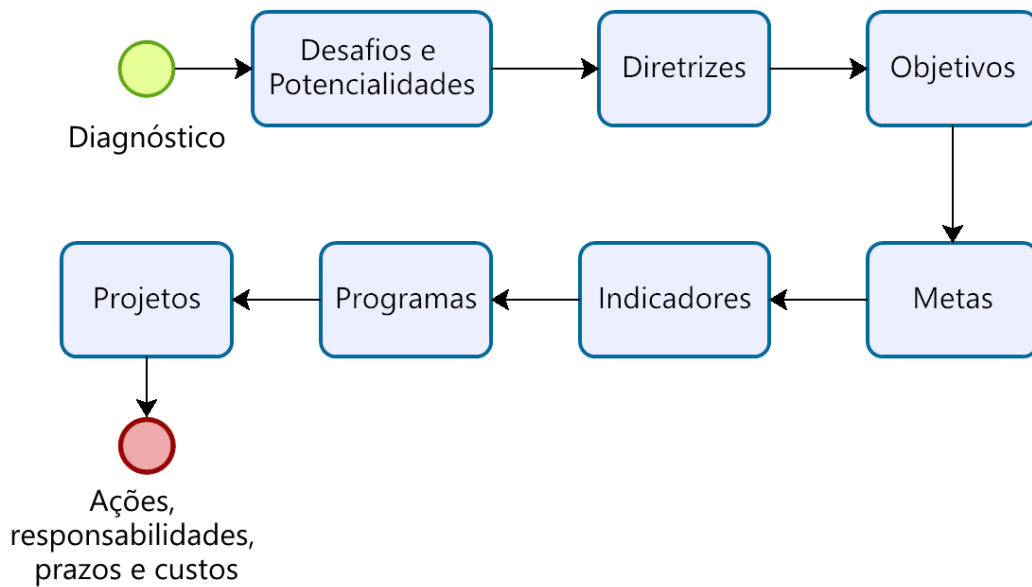 Desafios e
Potencialidades
Diretrizes
Objetivos
Diagnóstico
Metas
Indicadores
Programas
Projetos
Ações,
responsabilidades,
prazos e custos